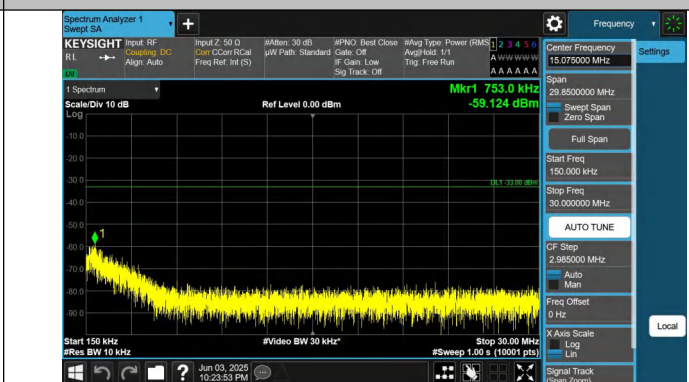 Spectrum Analyzer 1
Swept SA
Frequency
KEYSIGHT
RL
Input: RF
Coupling: DC
Align: Auto
Input Z: 50 Ω
Corr CCorr RCal
Freq Ref: Int (S)
#Atten: 30 dB
µW Path: Standard
#PNO: Best Close
Gate: Off
IF Gain: Low
Sig Track: Off
#Avg Type: Power (RMS
Avg|Hold: 1/1
Trig: Free Run
1 2 3 4 5 6
A W W W W W
A A A A A A
1 Spectrum
Scale/Div 10 dB
Log
Ref Level 0.00 dBm
Mkr1 753.0 kHz
-59.124 dBm
-10.0
-20.0
-30.0
-40.0
-50.0
-60.0
-70.0
-80.0
-90.0
DL1 -33.00 dBm
1
Start 150 kHz
#Res BW 10 kHz
#Video BW 30 kHz*
Stop 30.00 MHz
#Sweep 1.00 s (10001 pts)
Jun 03, 2025
10:23:53 PM
Center Frequency
15.075000 MHz
Settings
Span
29.8500000 MHz
Swept Span
Zero Span
Full Span
Start Freq
150.000 kHz
Stop Freq
30.000000 MHz
AUTO TUNE
CF Step
2.985000 MHz
Auto
Man
Freq Offset
0 Hz
X Axis Scale
Log
Lin
Local
Signal Track
(Span Zoom)